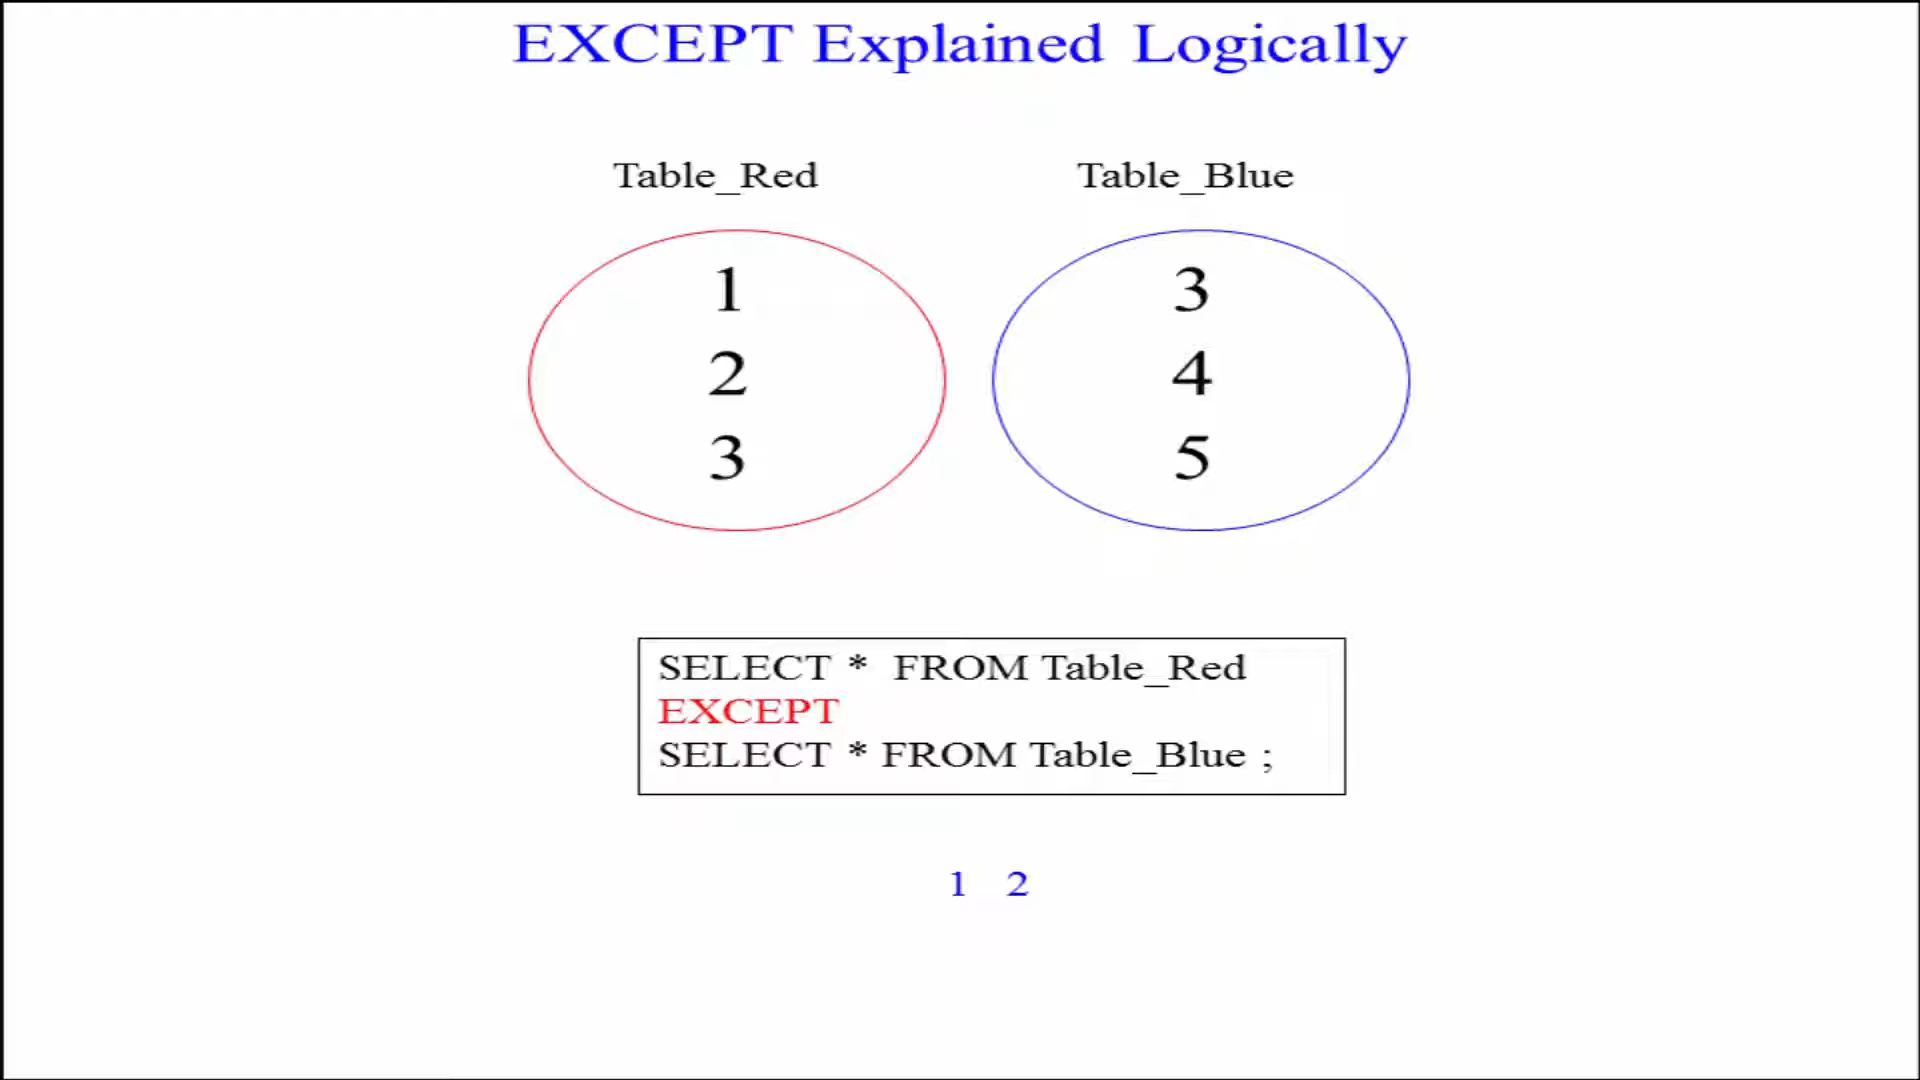 EXCEPT Explained Logically
Table_Red Table_Blue
1 3
2 4
3 5
SELECT * FROM Table_Red
EXCEPT
SELECT * FROM Table_Blue ;
1 2